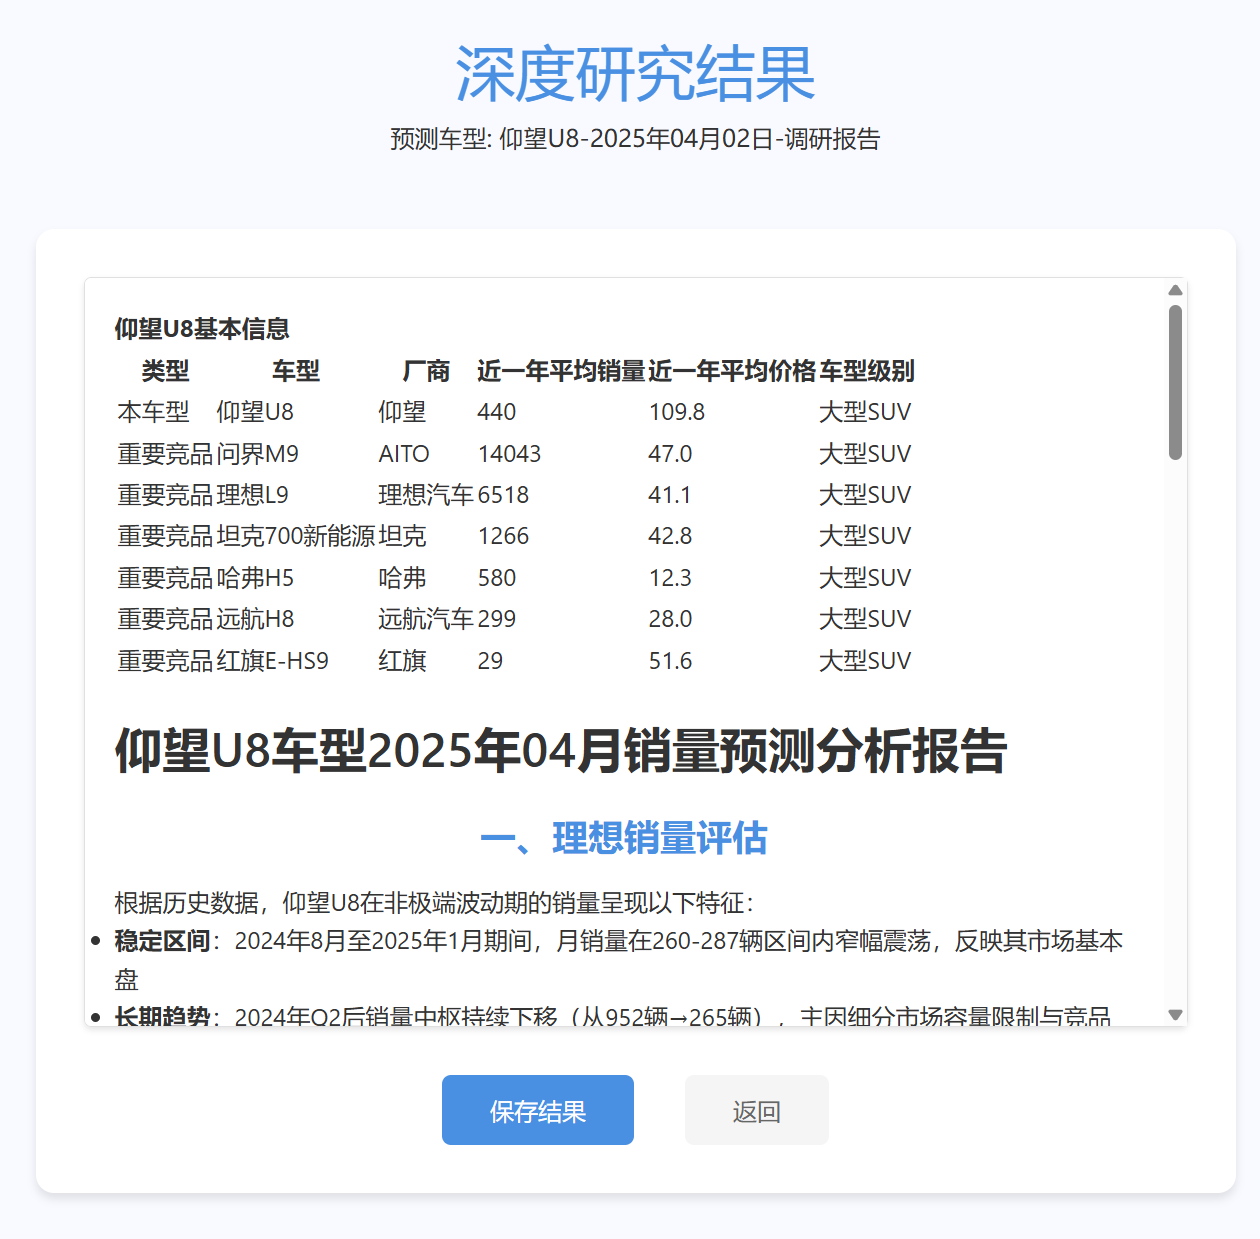 深度研究结果
预测车型: 仰望U8-2025年04月02日-调研报告
仰望U8基本信息
类型 车型 厂商 近一年平均销量 近一年平均价格 车型级别
本车型 仰望U8 仰望 440 109.8 大型SUV
重要竞品 问界M9 AITO 14043 47.0 大型SUV
重要竞品 理想L9 理想汽车 6518 41.1 大型SUV
重要竞品 坦克700新能源 坦克 1266 42.8 大型SUV
重要竞品 哈弗H5 哈弗 580 12.3 大型SUV
重要竞品 远航H8 远航汽车 299 28.0 大型SUV
重要竞品 红旗E-HS9 红旗 29 51.6 大型SUV
仰望U8车型2025年04月销量预测分析报告
一、理想销量评估
根据历史数据，仰望U8在非极端波动期的销量呈现以下特征：
稳定区间：2024年8月至2025年1月期间，月销量在260-287辆区间内窄幅震荡，反映其市场基本
盘
长期趋势：2024年Q2后销量中枢持续下移（从952辆→265辆），主因细分市场容量限制与竞品
保存结果 返回